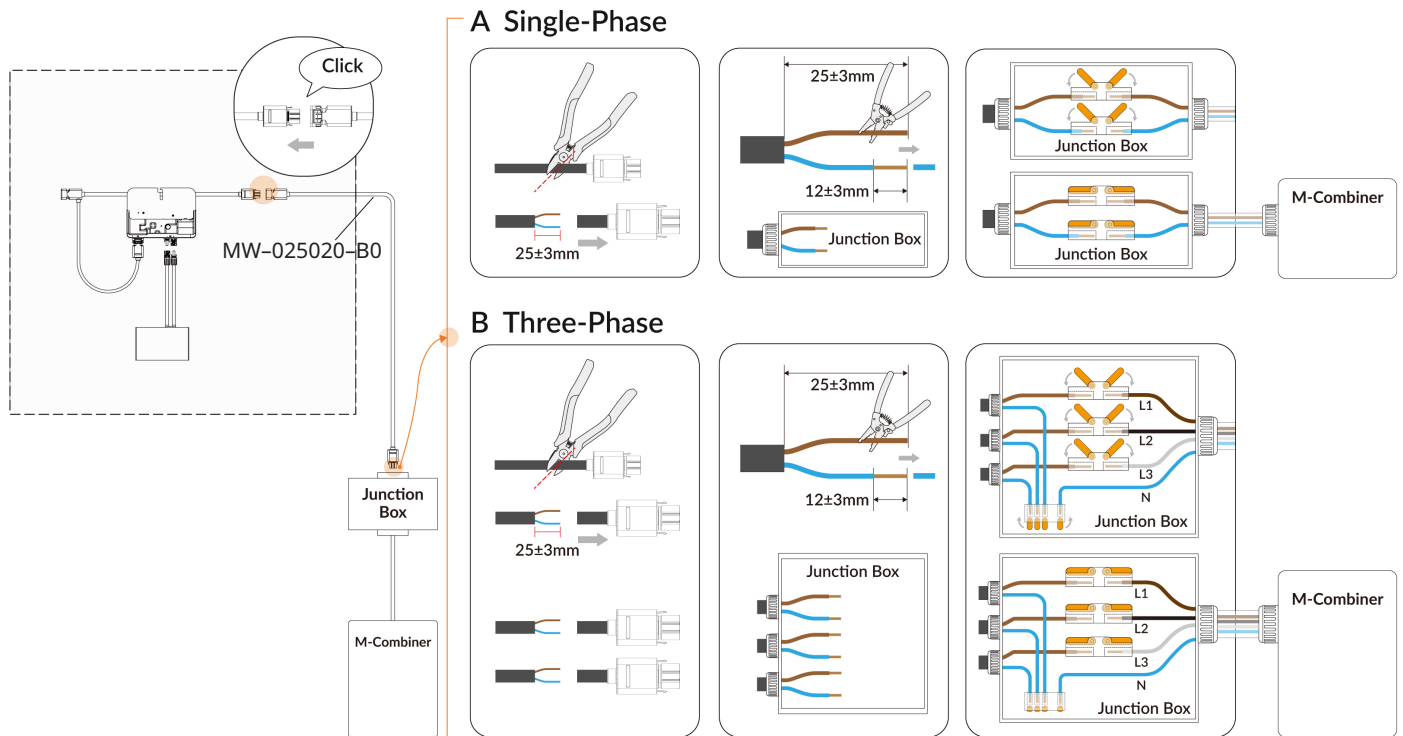 Click
MW-025020-B0
Junction
Box
M-Combiner
A Single-Phase
25±3mm
25±3mm
12±3mm
Junction Box
Junction Box
Junction Box
M-Combiner
B Three-Phase
25±3mm
25±3mm
12±3mm
Junction Box
L1
L2
L3
N
Junction Box
L1
L2
L3
N
Junction Box
M-Combiner